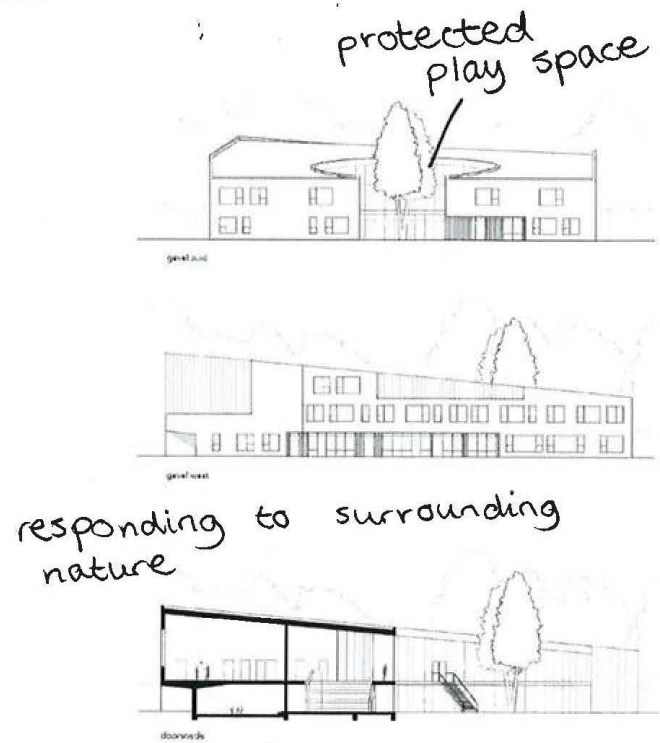 protected
play space
gevel zuid
gevel west
responding to surrounding
nature
doorsnede